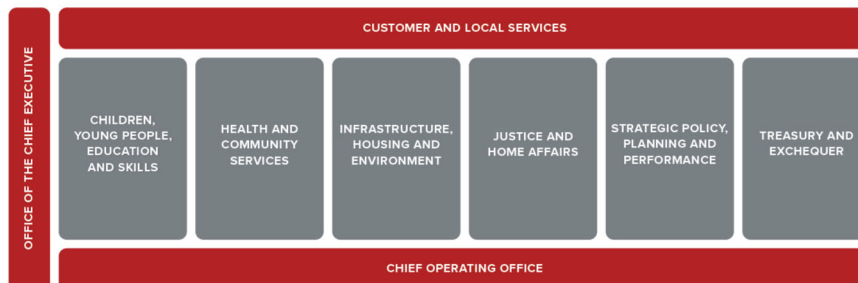 OFFICE OF THE CHIEF EXECUTIVE
CUSTOMER AND LOCAL SERVICES
CHILDREN,
YOUNG PEOPLE,
EDUCATION
AND SKILLS
HEALTH AND
COMMUNITY
SERVICES
INFRASTRUCTURE,
HOUSING AND
ENVIRONMENT
JUSTICE AND
HOME AFFAIRS
STRATEGIC POLICY,
PLANNING AND
PERFORMANCE
TREASURY AND
EXCHEQUER
CHIEF OPERATING OFFICE